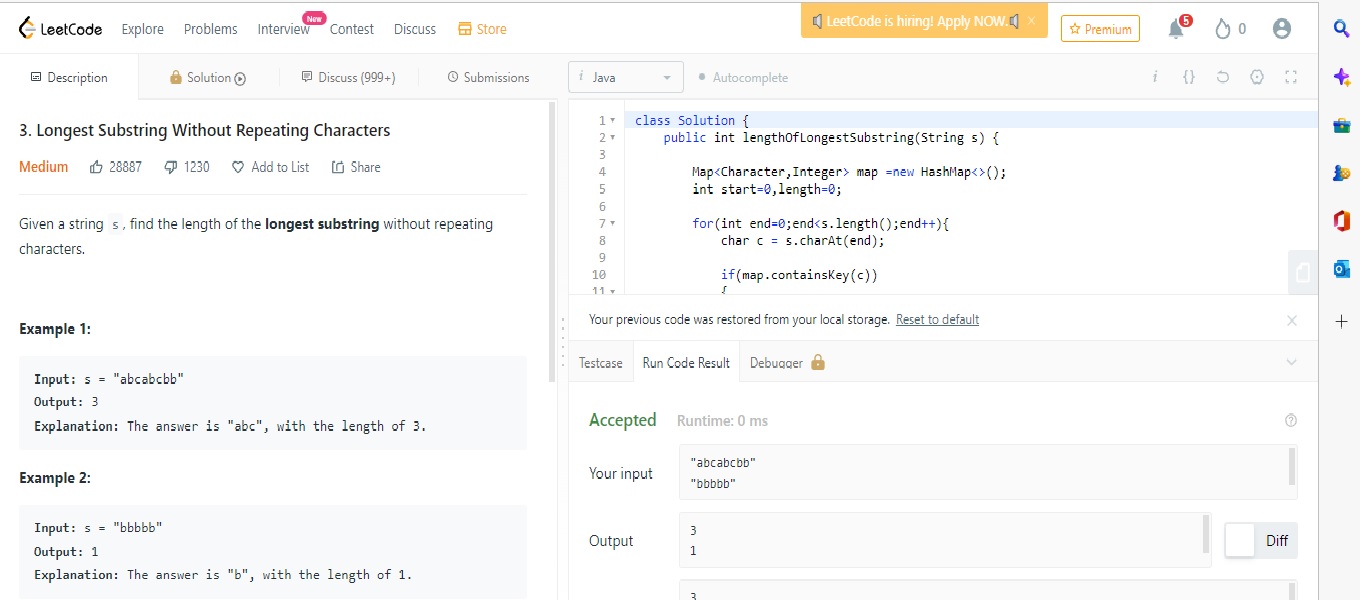 LeetCode Explore Problems Interview New Contest Discuss Store LeetCode is hiring! Apply NOW. Premium 5 0
Description Solution Discuss (999+) Submissions
i Java Autocomplete i {}
3. Longest Substring Without Repeating Characters
Medium 28887 1230 Add to List Share
Given a string s, find the length of the longest substring without repeating
characters.
Example 1:
Input: s = "abcabcbb"
Output: 3
Explanation: The answer is "abc", with the length of 3.
Example 2:
Input: s = "bbbbb"
Output: 1
Explanation: The answer is "b", with the length of 1.
1 class Solution {
2 public int lengthOfLongestSubstring(String s) {
3
4 Map<Character,Integer> map =new HashMap<>();
5 int start=0,length=0;
6
7 for(int end=0;end<s.length();end++){
8 char c = s.charAt(end);
9
10 if(map.containsKey(c))
11 {
Your previous code was restored from your local storage. Reset to default
Testcase Run Code Result Debugger
Accepted Runtime: 0 ms
Your input
"abcabcbb"
"bbbbb"
Output
3
1
Diff
3